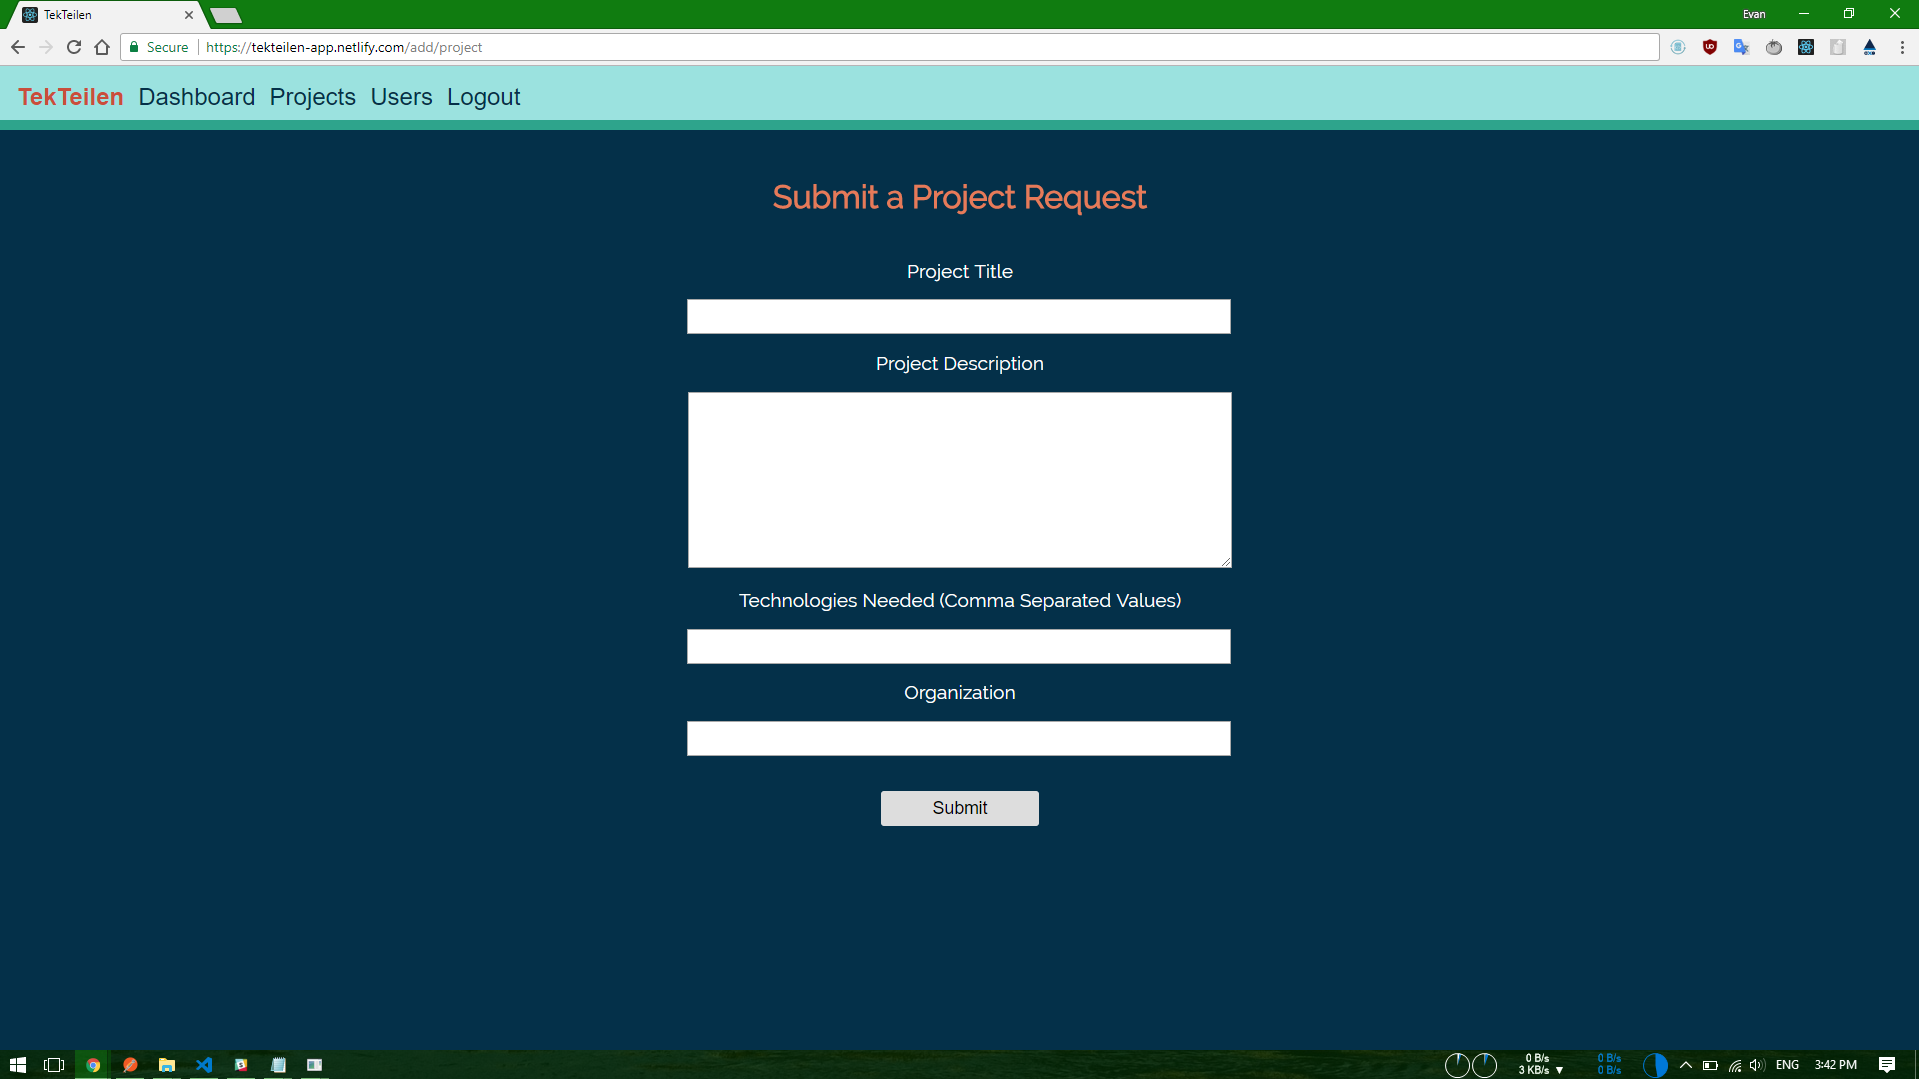 TekTeilen
Evan
Secure https://tekteilen-app.netlify.com/add/project
TekTeilen Dashboard Projects Users Logout
Submit a Project Request
Project Title
Project Description
Technologies Needed (Comma Separated Values)
Organization
Submit
0 B/s 0 B/s
3 KB/s ▼ 0 B/s
ENG 3:42 PM